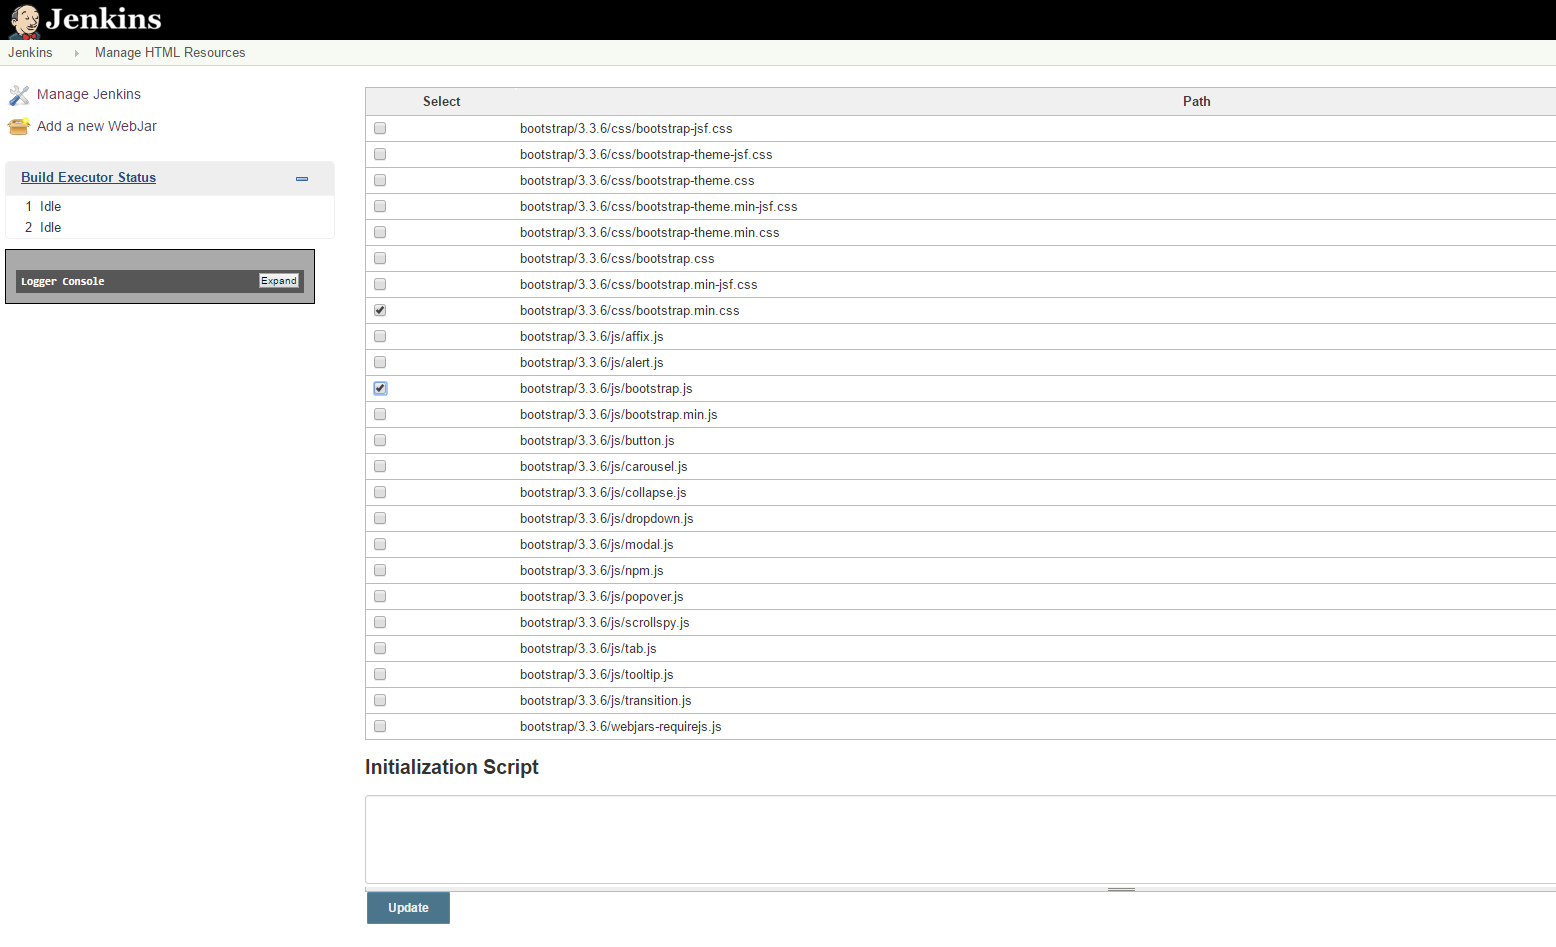 Jenkins
Jenkins Manage HTML Resources
Manage Jenkins
Add a new WebJar
Build Executor Status
1 Idle
2 Idle
Logger Console Expand
Select Path
bootstrap/3.3.6/css/bootstrap-jsf.css
bootstrap/3.3.6/css/bootstrap-theme-jsf.css
bootstrap/3.3.6/css/bootstrap-theme.css
bootstrap/3.3.6/css/bootstrap-theme.min-jsf.css
bootstrap/3.3.6/css/bootstrap-theme.min.css
bootstrap/3.3.6/css/bootstrap.css
bootstrap/3.3.6/css/bootstrap.min-jsf.css
bootstrap/3.3.6/css/bootstrap.min.css
bootstrap/3.3.6/js/affix.js
bootstrap/3.3.6/js/alert.js
bootstrap/3.3.6/js/bootstrap.js
bootstrap/3.3.6/js/bootstrap.min.js
bootstrap/3.3.6/js/button.js
bootstrap/3.3.6/js/carousel.js
bootstrap/3.3.6/js/collapse.js
bootstrap/3.3.6/js/dropdown.js
bootstrap/3.3.6/js/modal.js
bootstrap/3.3.6/js/npm.js
bootstrap/3.3.6/js/popover.js
bootstrap/3.3.6/js/scrollspy.js
bootstrap/3.3.6/js/tab.js
bootstrap/3.3.6/js/tooltip.js
bootstrap/3.3.6/js/transition.js
bootstrap/3.3.6/webjars-requirejs.js
Initialization Script
Update